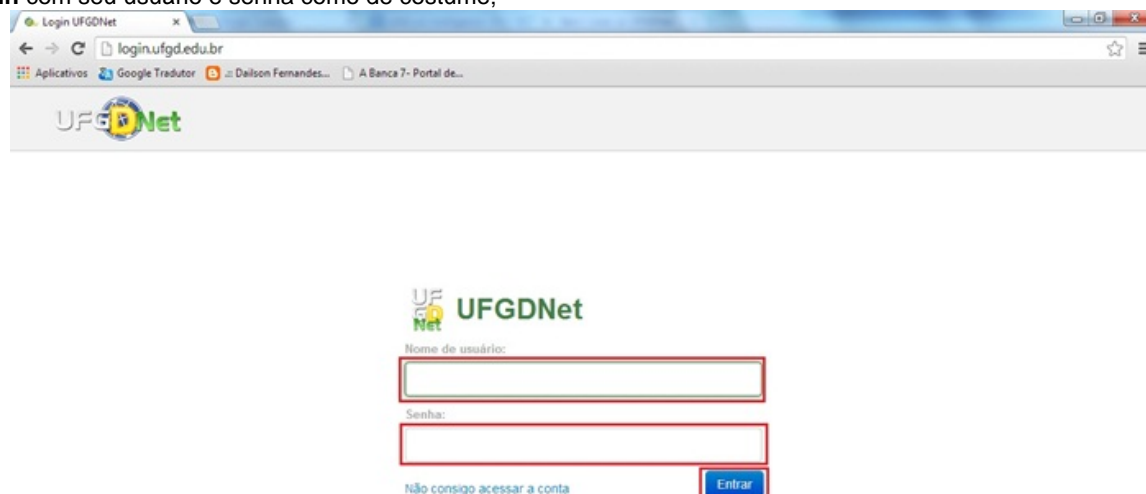 com seu usuário e senha como de costume,
Login UFGDNet
login.ufgd.edu.br
Aplicativos Google Tradutor .:: Dailson Fernandes... A Banca 7- Portal de...
UFGDNet
UFGDNet UFGDNet
Nome de usuário:
Senha:
Não consigo acessar a conta Entrar